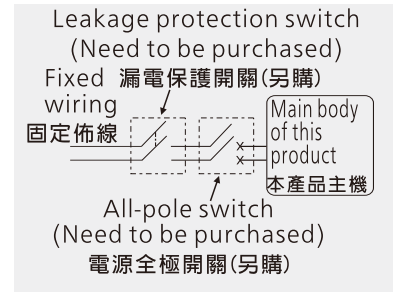 Leakage protection switch
(Need to be purchased)
漏電保護開關(另購)
Fixed
wiring
固定佈線
Main body
of this
product
本產品主機
All-pole switch
(Need to be purchased)
電源全極開關(另購)